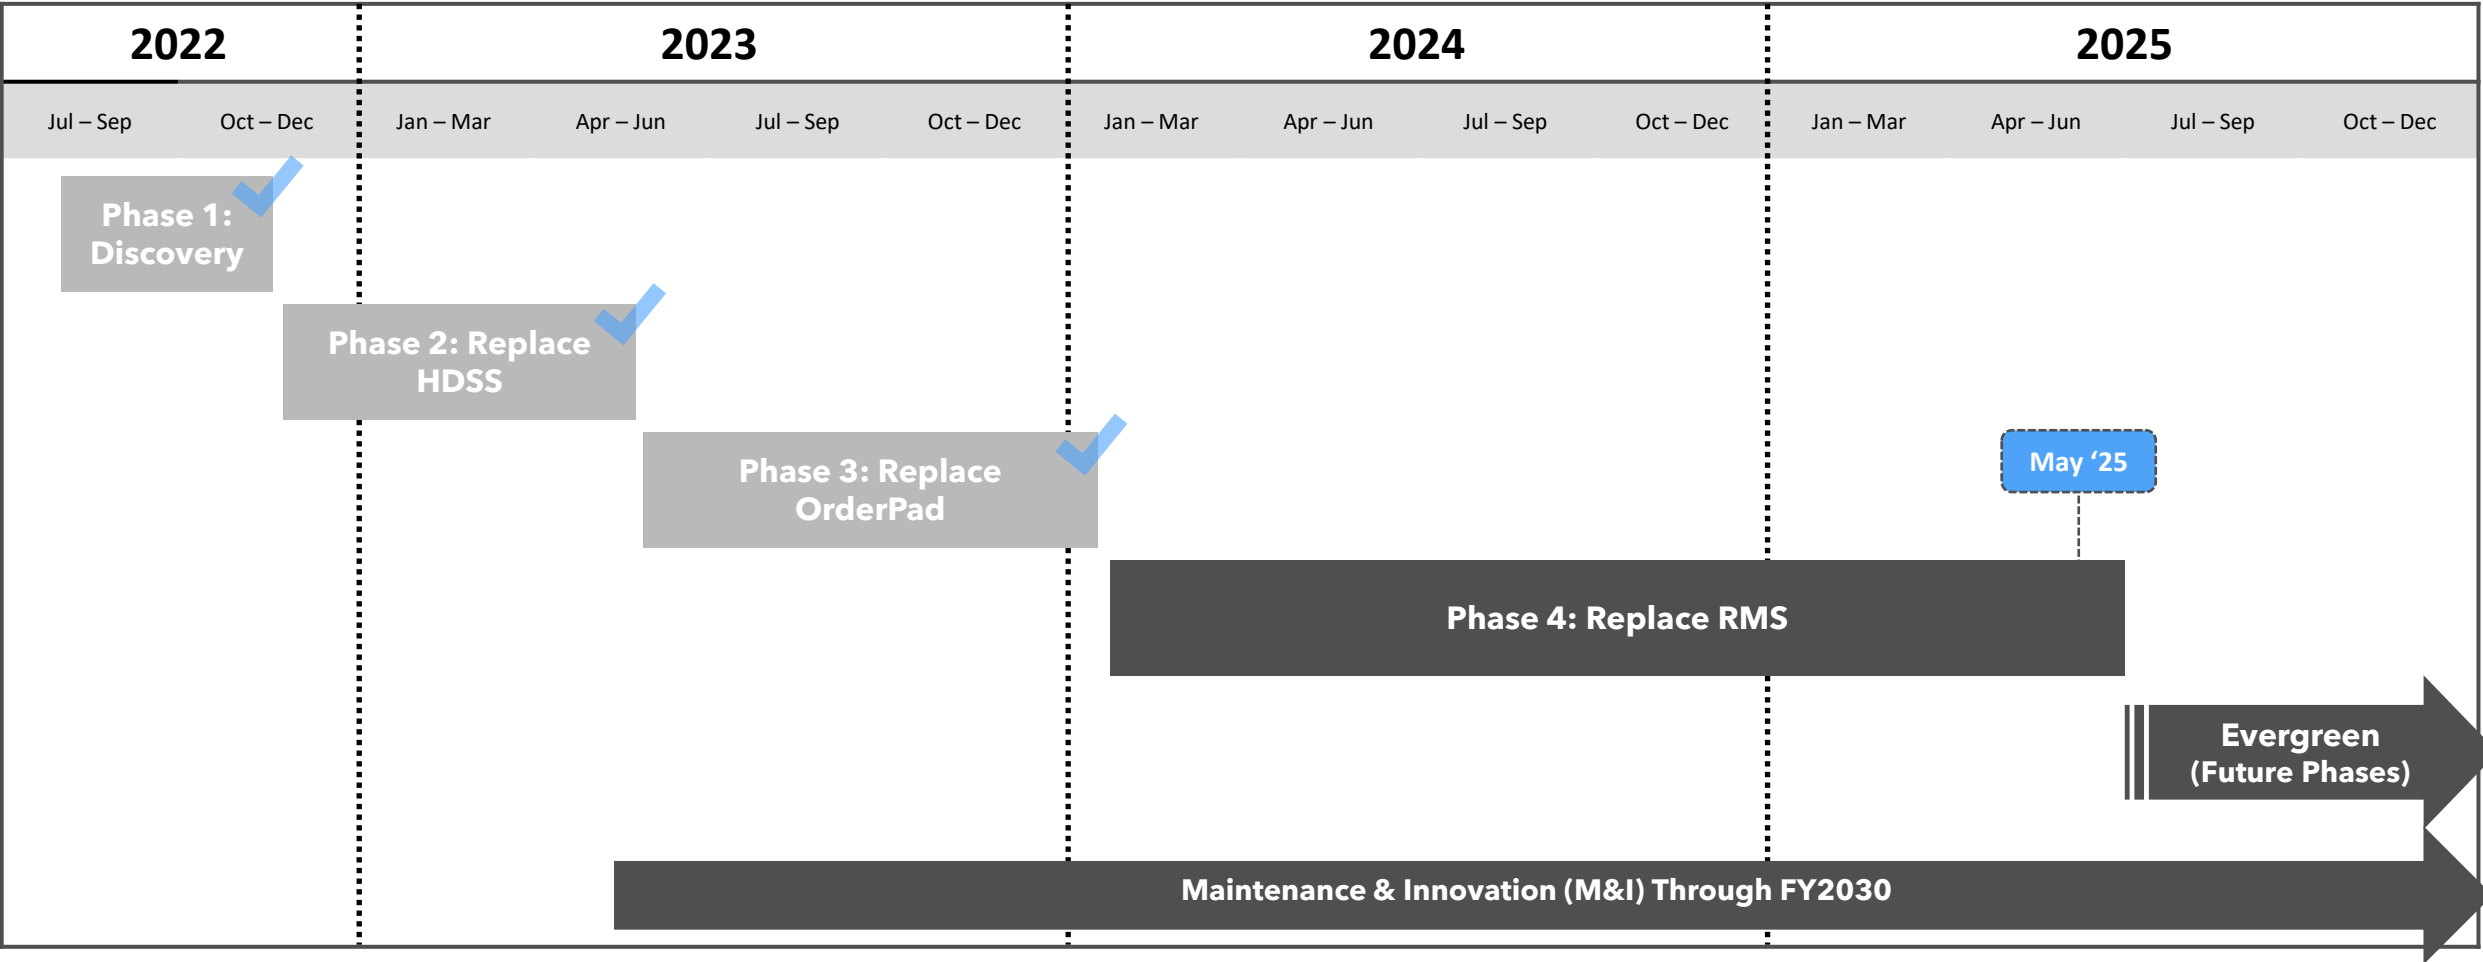 2022
2023
2024
2025
Jul – Sep
Oct – Dec
Jan – Mar
Apr – Jun
Jul – Sep
Oct – Dec
Jan – Mar
Apr – Jun
Jul – Sep
Oct – Dec
Jan – Mar
Apr – Jun
Jul – Sep
Oct – Dec
Phase 1:
Discovery
Phase 2: Replace
HDSS
Phase 3: Replace
OrderPad
May ‘25
Phase 4: Replace RMS
Evergreen
(Future Phases)
Maintenance & Innovation (M&I) Through FY2030